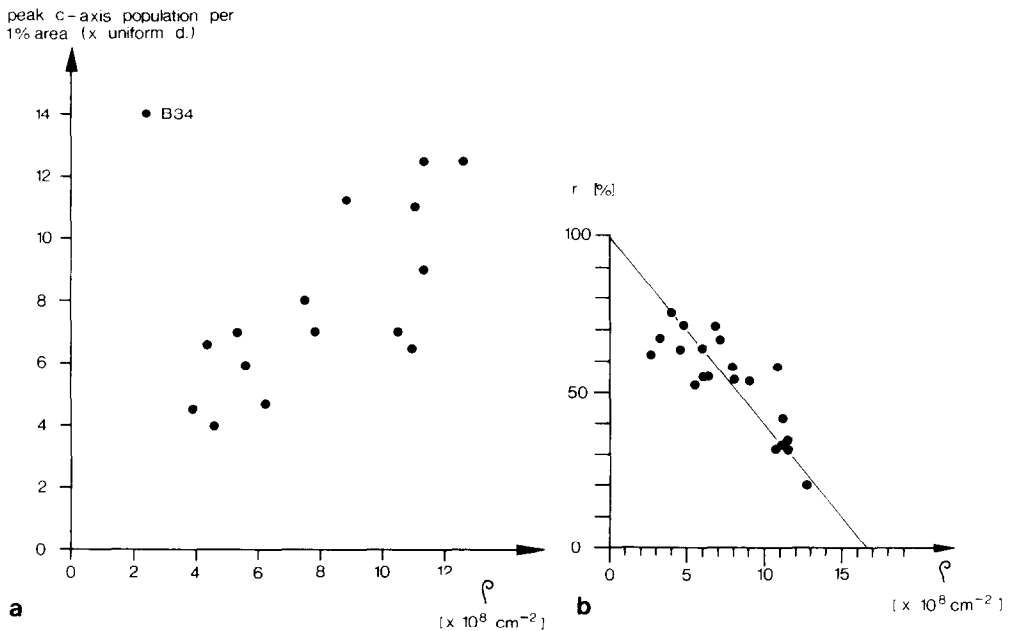 peak c-axis population per
1% area (x uniform d.)
14
B34
12
10
8
6
4
2
0
0 2 4 6 8 10 12
ρ
[x 10⁸ cm⁻²]
a
r [%]
100
50
0
0 5 10 15
ρ
[x 10⁸ cm⁻²]
b